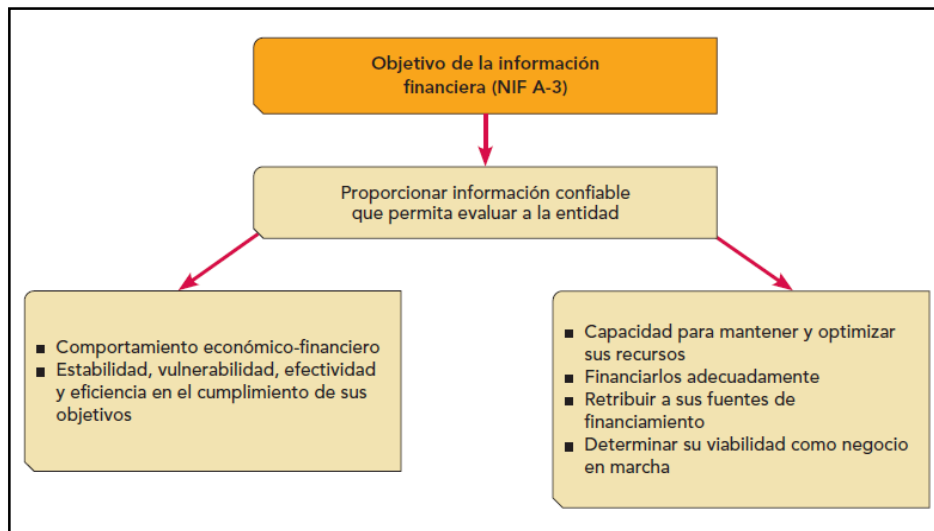 Objetivo de la información
financiera (NIF A-3)
Proporcionar información confiable
que permita evaluar a la entidad
■ Comportamiento económico-financiero
■ Estabilidad, vulnerabilidad, efectividad
y eficiencia en el cumplimiento de sus
objetivos
■ Capacidad para mantener y optimizar
sus recursos
■ Financiarlos adecuadamente
■ Retribuir a sus fuentes de
financiamiento
■ Determinar su viabilidad como negocio
en marcha